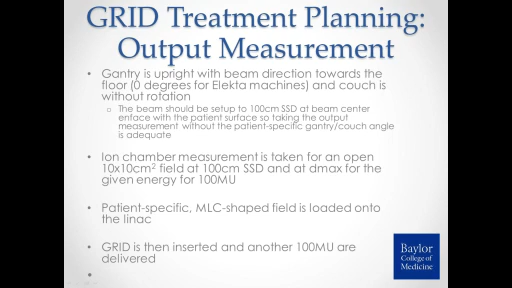 GRID Treatment Planning:
Output Measurement
• Gantry is upright with beam direction towards the
floor (0 degrees for Elekta machines) and couch is
without rotation
o The beam should be setup to 100cm SSD at beam center
enface with the patient surface so taking the output
measurement without the patient-specific gantry/couch angle
is adequate
• Ion chamber measurement is taken for an open
10x10cm² field at 100cm SSD and at dmax for the
given energy for 100MU
• Patient-specific, MLC-shaped field is loaded onto
the linac
• GRID is then inserted and another 100MU are
delivered
•
Baylor
College of
Medicine